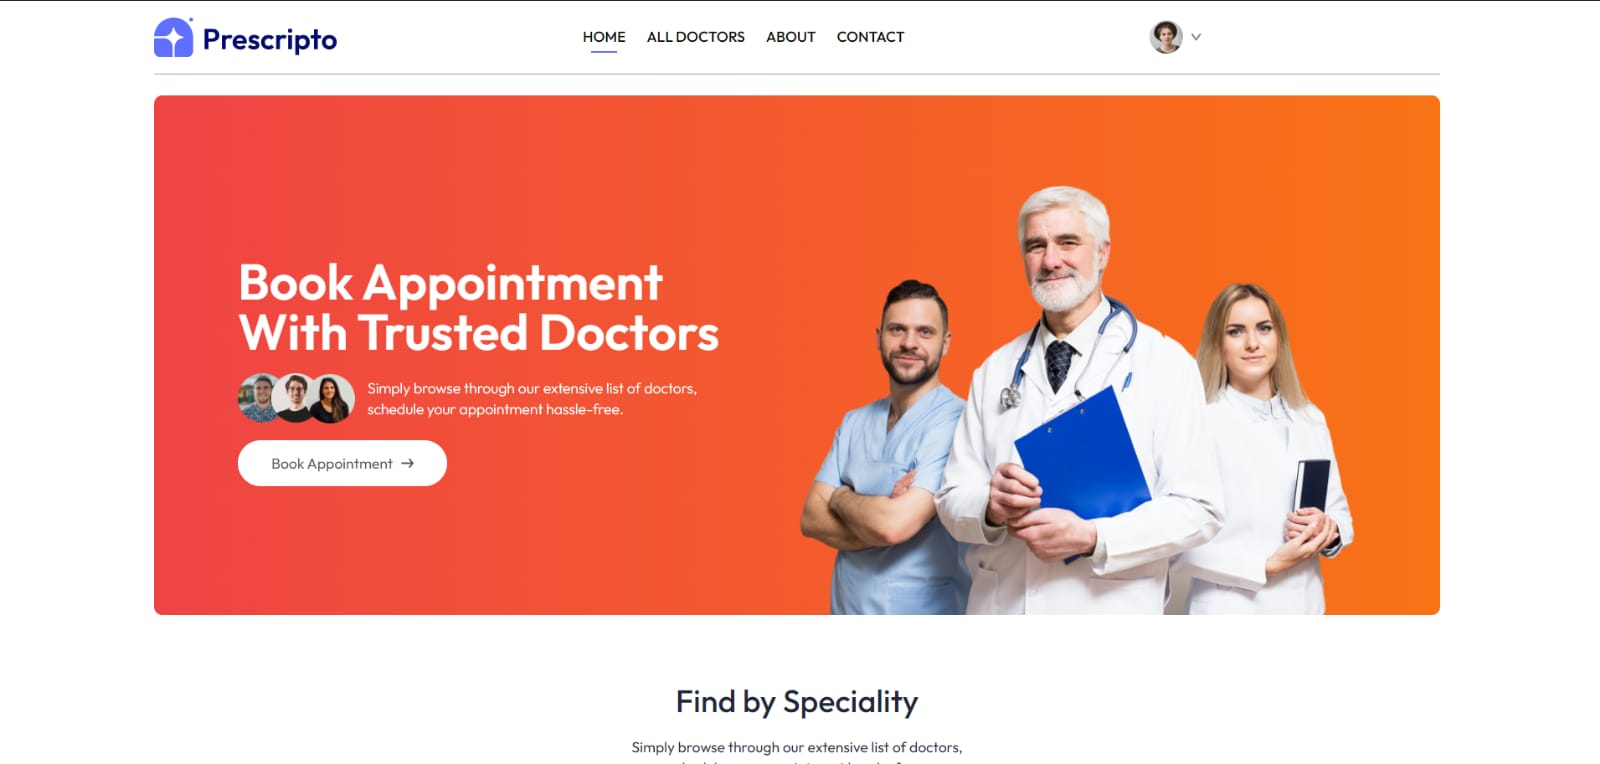 Prescripto
HOME
ALL DOCTORS
ABOUT
CONTACT
Book Appointment
With Trusted Doctors
Simply browse through our extensive list of doctors,
schedule your appointment hassle-free.
Book Appointment →
Find by Speciality
Simply browse through our extensive list of doctors,